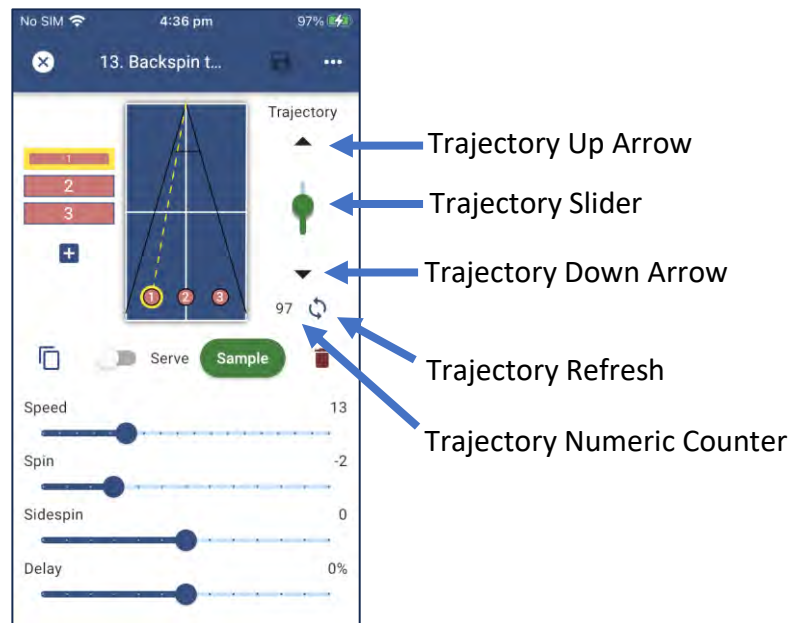 No SIM 4:36 pm 97%
13. Backspin t... ...
Trajectory
1
2
3
1 2 3
97
Serve Sample
Speed 13
Spin -2
Sidespin 0
Delay 0%
Trajectory Up Arrow
Trajectory Slider
Trajectory Down Arrow
Trajectory Refresh
Trajectory Numeric Counter